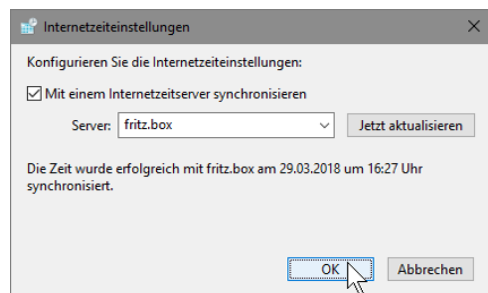 Internetzeiteinstellungen
Konfigurieren Sie die Internetzeiteinstellungen:
Mit einem Internetzeitserver synchronisieren
Server: fritz.box Jetzt aktualisieren
Die Zeit wurde erfolgreich mit fritz.box am 29.03.2018 um 16:27 Uhr
synchronisiert.
OK Abbrechen